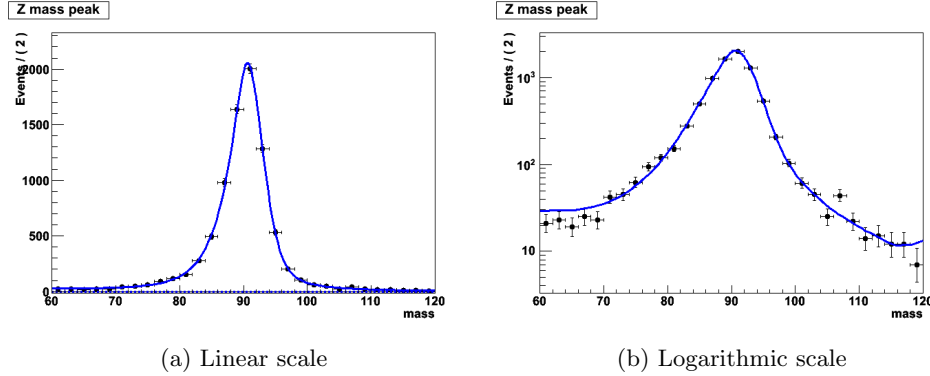 Z mass peak
Events / ( 2 )
2000
1500
1000
500
0
60 70 80 90 100 110 120
mass
(a) Linear scale
Z mass peak
Events / ( 2 )
10³
10²
10
60 70 80 90 100 110 120
mass
(b) Logarithmic scale